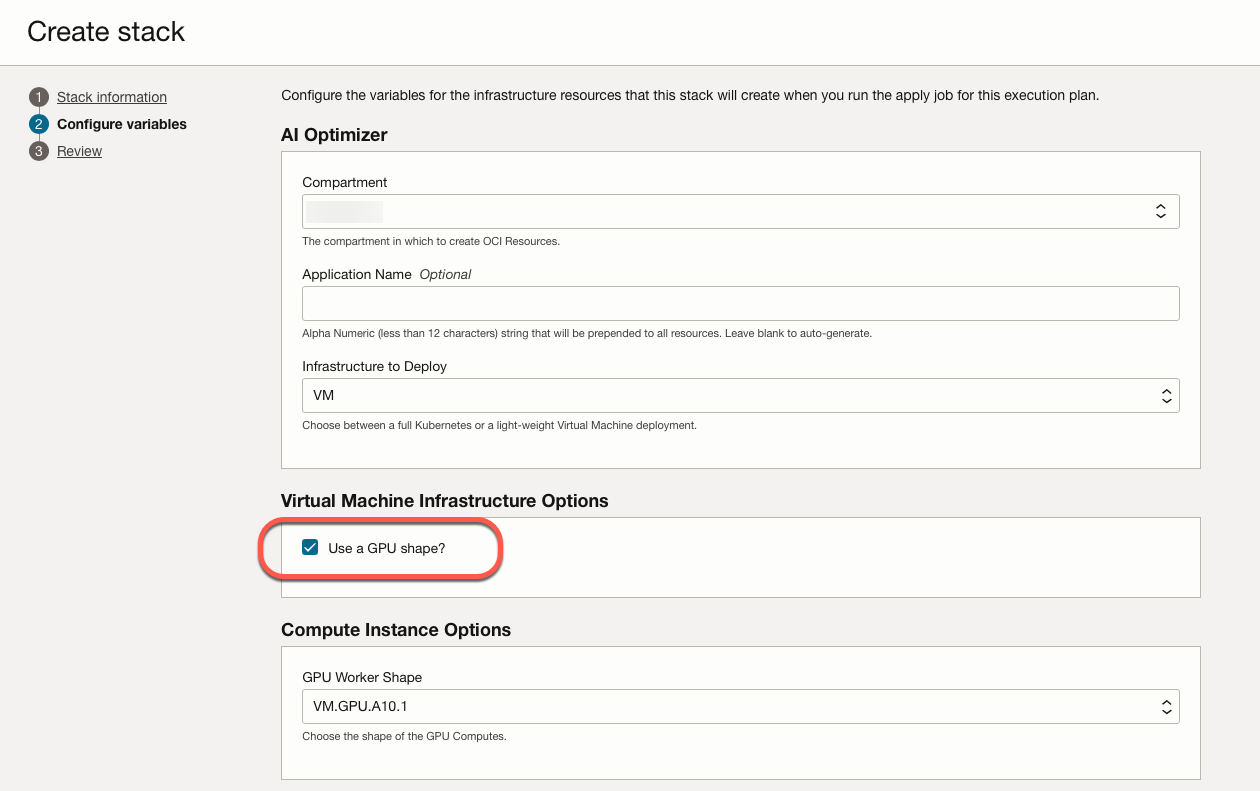 Create stack
1 Stack information
2 Configure variables
3 Review
Configure the variables for the infrastructure resources that this stack will create when you run the apply job for this execution plan.
AI Optimizer
Compartment
The compartment in which to create OCI Resources.
Application Name Optional
Alpha Numeric (less than 12 characters) string that will be prepended to all resources. Leave blank to auto-generate.
Infrastructure to Deploy
VM
Choose between a full Kubernetes or a light-weight Virtual Machine deployment.
Virtual Machine Infrastructure Options
Use a GPU shape?
Compute Instance Options
GPU Worker Shape
VM.GPU.A10.1
Choose the shape of the GPU Computes.